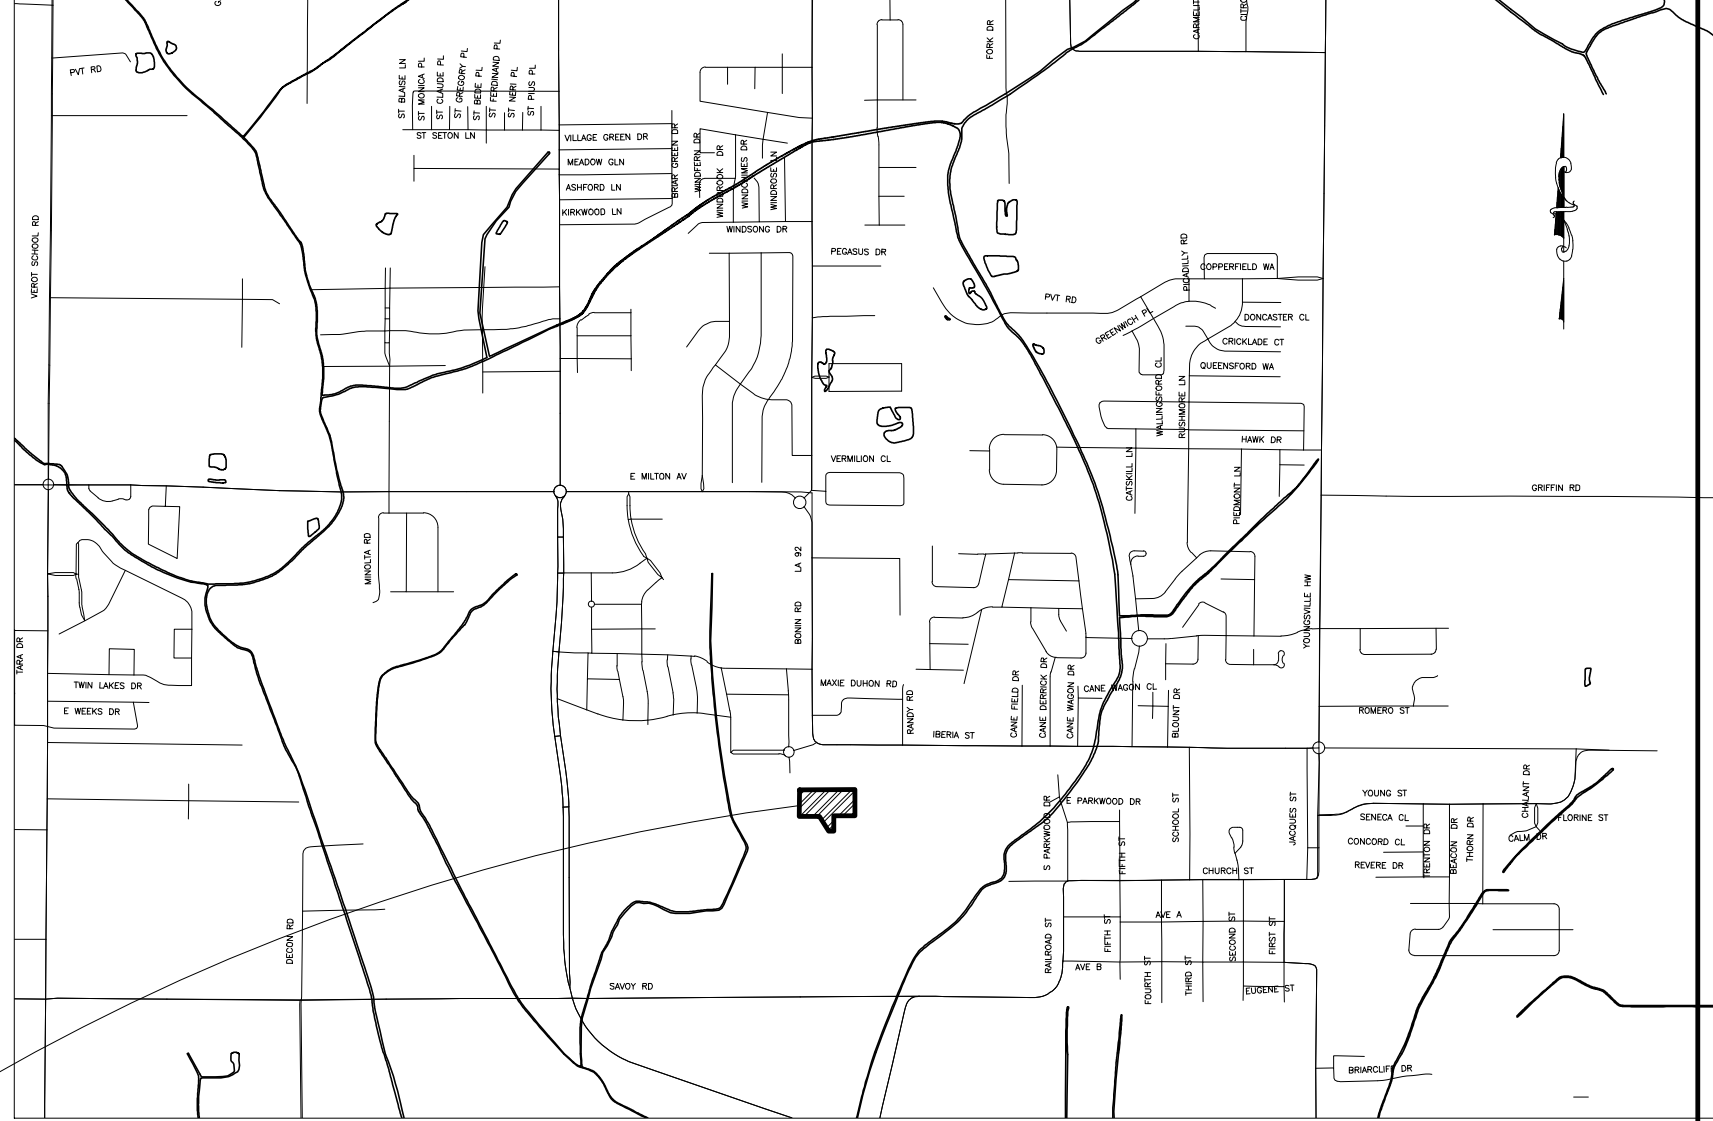 G
FORK DR
CARMELIT
CITRO
PVT RD
ST BLAISE LN
ST MONICA PL
ST CLAUDE PL
ST GREGORY PL
ST BEDE PL
ST FERDINAND PL
ST NERI PL
ST PIUS PL
ST SETON LN
VILLAGE GREEN DR
MEADOW GLN
ASHFORD LN
KIRKWOOD LN
BRIAR GREEN DR
WINDFERN DR
WINDBROOK DR
WINDCHIMES DR
WINDROSE LN
WINDSONG DR
VEROT SCHOOL RD
PEGASUS DR
PICADILLY RD
COPPERFIELD WA
PVT RD
GREENWICH PL
DONCASTER CL
CRICKLADE CT
QUEENSFORD WA
WALLINGSFORD CL
RUSHMORE LN
HAWK DR
CATSKILL LN
PIEDMONT LN
VERMILION CL
E MILTON AV
GRIFFIN RD
MINOLTA RD
LA 92
BONIN RD
YOUNGSVILLE HW
TARA DR
TWIN LAKES DR
E WEEKS DR
MAXIE DUHON RD
RANDY RD
IBERIA ST
CANE FIELD DR
CANE DERRICK DR
CANE WAGON DR
CANE WAGON CL
BLOUNT DR
ROMERO ST
S PARKWOOD DR
E PARKWOOD DR
SCHOOL ST
JACQUES ST
FIFTH ST
CHURCH ST
YOUNG ST
SENECA CL
CONCORD CL
REVERE DR
TRENTON DR
BEACON DR
THORN DR
CHALANT DR
CALM DR
FLORINE ST
DECON RD
RAILROAD ST
FIFTH ST
AVE A
SECOND ST
FIRST ST
AVE B
FOURTH ST
THIRD ST
EUGENE ST
SAVOY RD
BRIARCLIFF DR